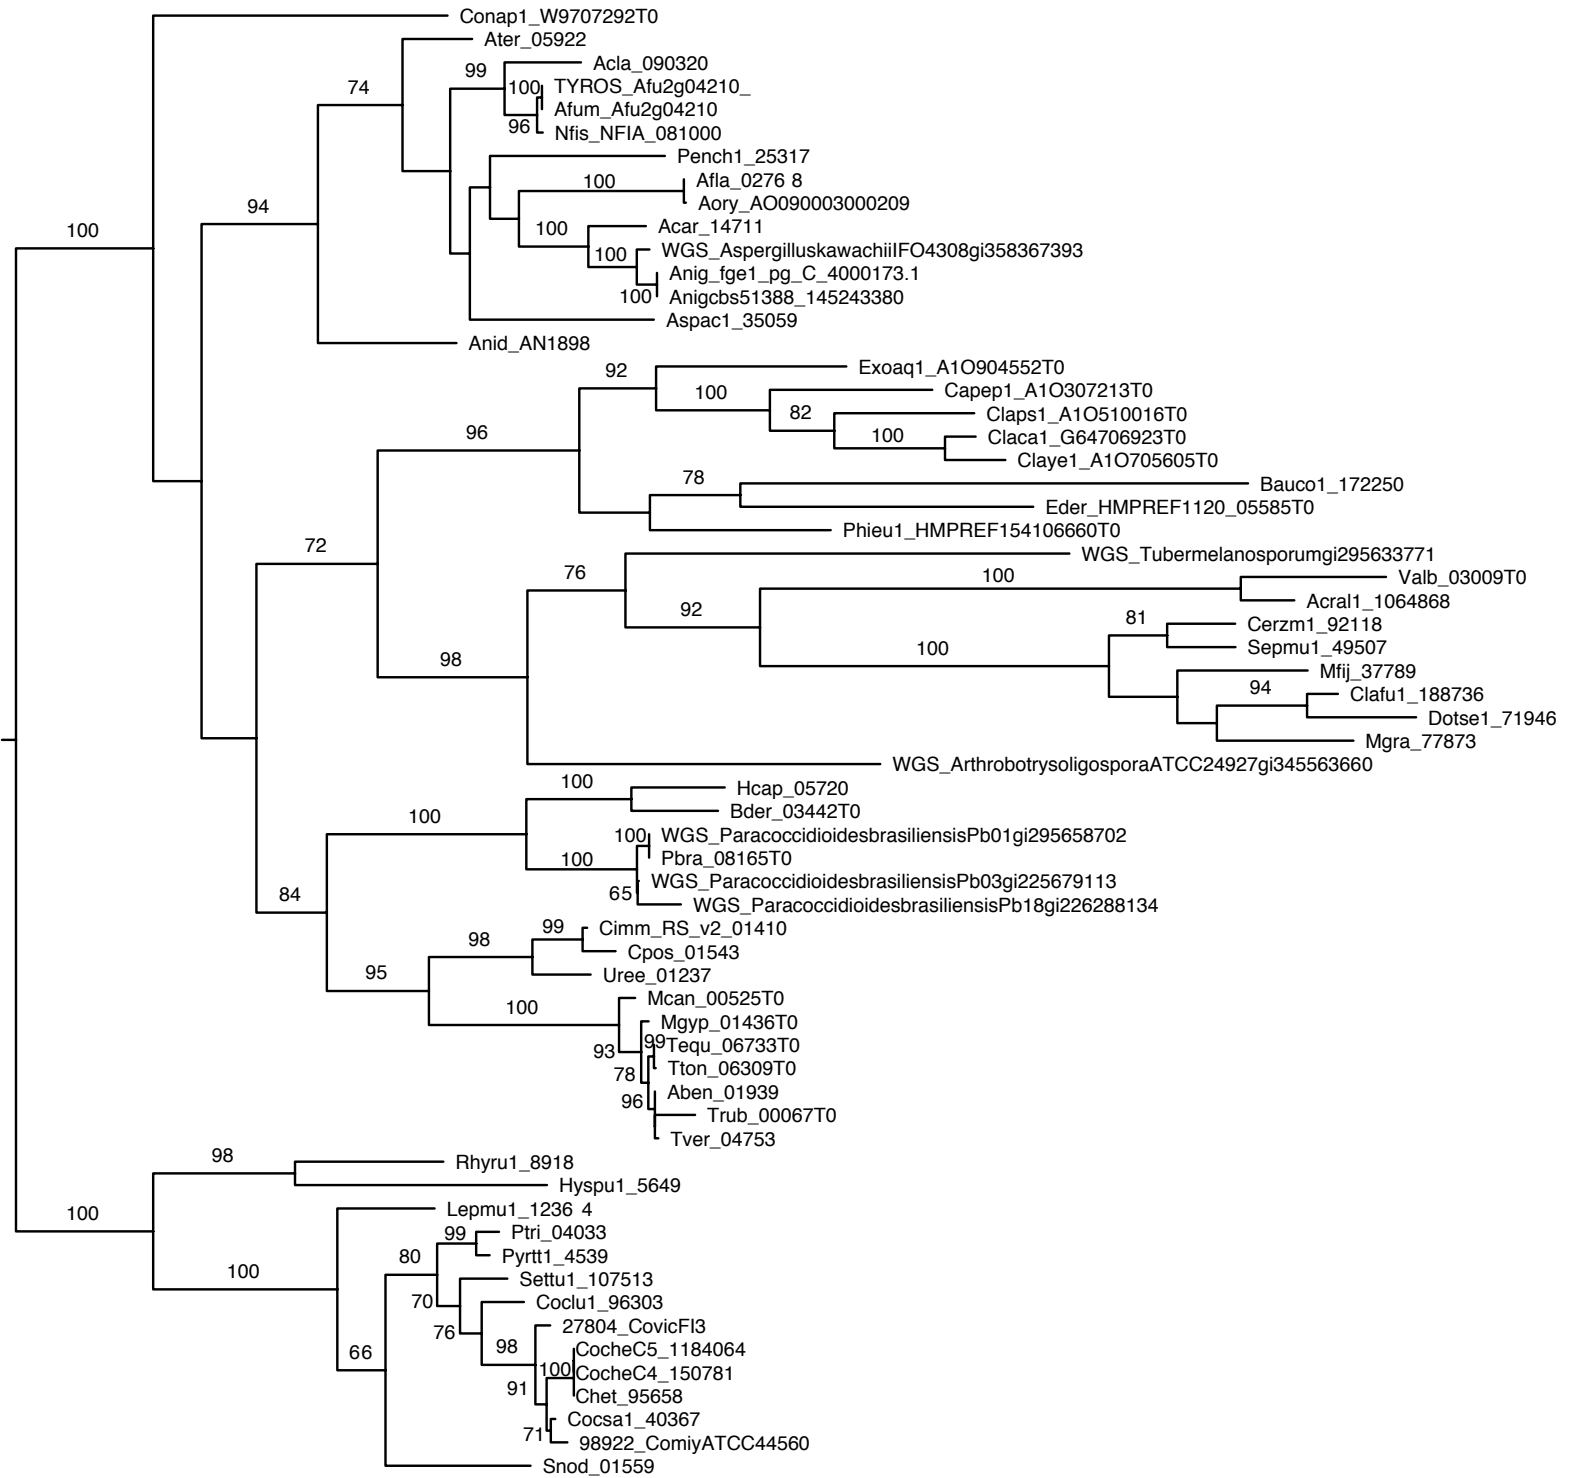 Conap1_W9707292T0
Ater_05922
Acla_090320
99
TYROS_Afu2g04210_
100
74
Afum_Afu2g04210
96
Nfis_NFIA_081000
Pench1_25317
Afla_0276 8
100
Aory_AO090003000209
94
Acar_14711
100
100
WGS_AspergilluskawachiiIFO4308gi358367393
100
Anig_fge1_pg_C_4000173.1
100
Anigcbs51388_145243380
Aspac1_35059
Anid_AN1898
Exoaq1_A1O904552T0
92
Capep1_A1O307213T0
100
Claps1_A1O510016T0
82
96
Claca1_G64706923T0
100
Claye1_A1O705605T0
78
Bauco1_172250
Eder_HMPREF1120_05585T0
Phieu1_HMPREF154106660T0
72
WGS_Tubermelanosporumgi295633771
76
100
Valb_03009T0
92
Acral1_1064868
81
Cerzm1_92118
98
100
Sepmu1_49507
Mfij_37789
94
Clafu1_188736
Dotse1_71946
Mgra_77873
WGS_ArthrobotrysoligosporaATCC24927gi345563660
100
Hcap_05720
Bder_03442T0
100
100
WGS_ParacoccidioidesbrasiliensisPb01gi295658702
100
Pbra_08165T0
84
65
WGS_ParacoccidioidesbrasiliensisPb03gi225679113
WGS_ParacoccidioidesbrasiliensisPb18gi226288134
99
Cimm_RS_v2_01410
98
Cpos_01543
95
Uree_01237
100
Mcan_00525T0
Mgyp_01436T0
93
99
Tequ_06733T0
78
Tton_06309T0
96
Aben_01939
Trub_00067T0
Tver_04753
98
Rhyru1_8918
Hyspu1_5649
100
Lepmu1_1236 4
99
Ptri_04033
80
Pyrtt1_4539
100
Settu1_107513
70
Coclu1_96303
76
27804_CovicFI3
66
98
CocheC5_1184064
100
CocheC4_150781
91
Chet_95658
Cocsa1_40367
71
98922_ComiyATCC44560
Snod_01559